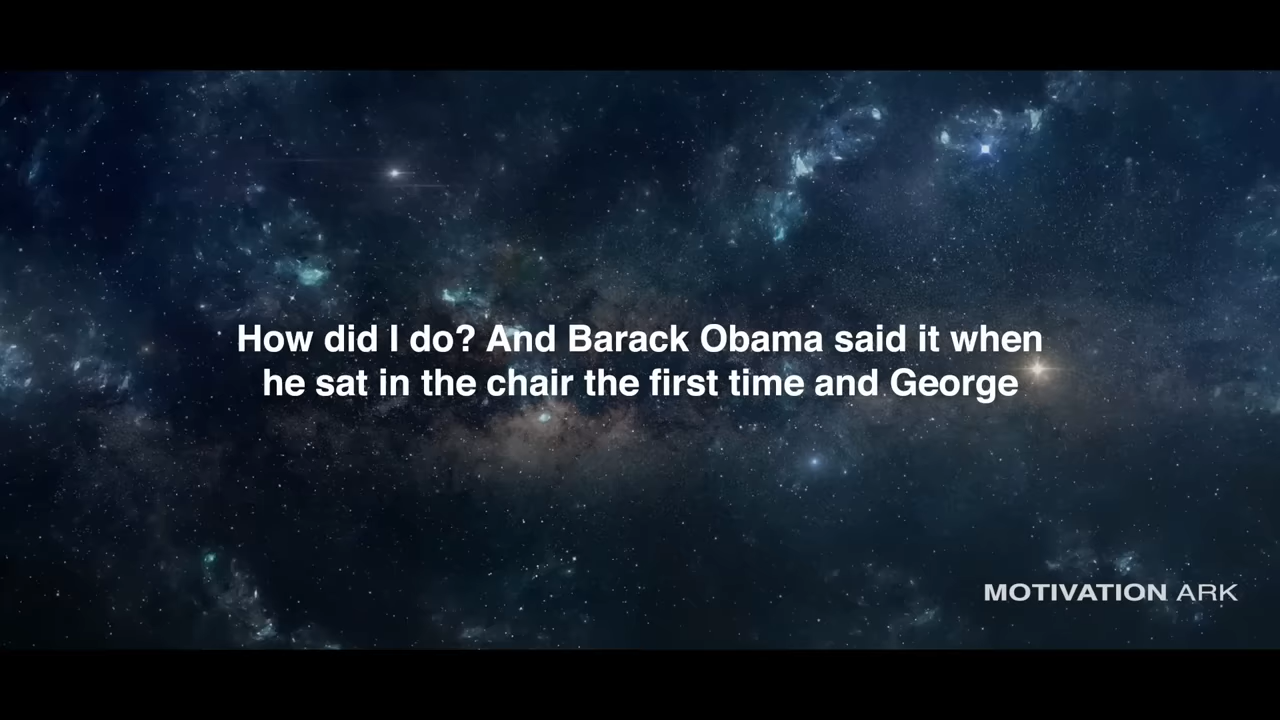 How did I do? And Barack Obama said it when
he sat in the chair the first time and George
MOTIVATION ARK